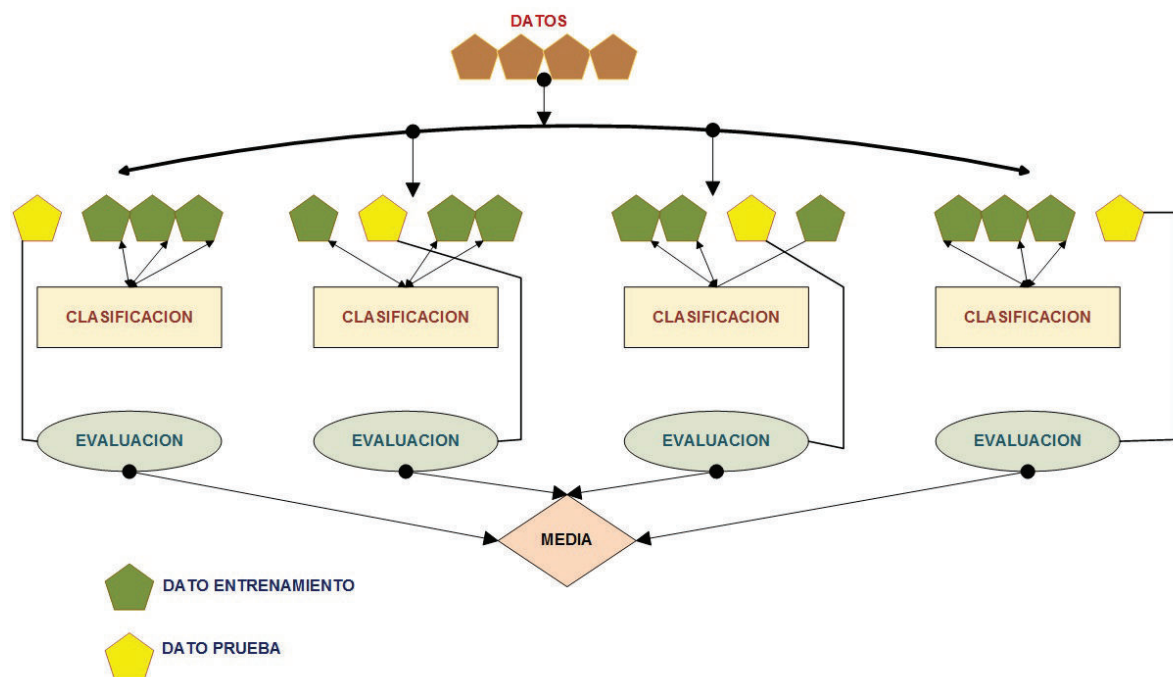 DATOS
CLASIFICACION
CLASIFICACION
CLASIFICACION
CLASIFICACION
EVALUACION
EVALUACION
EVALUACION
EVALUACION
MEDIA
DATO ENTRENAMIENTO
DATO PRUEBA